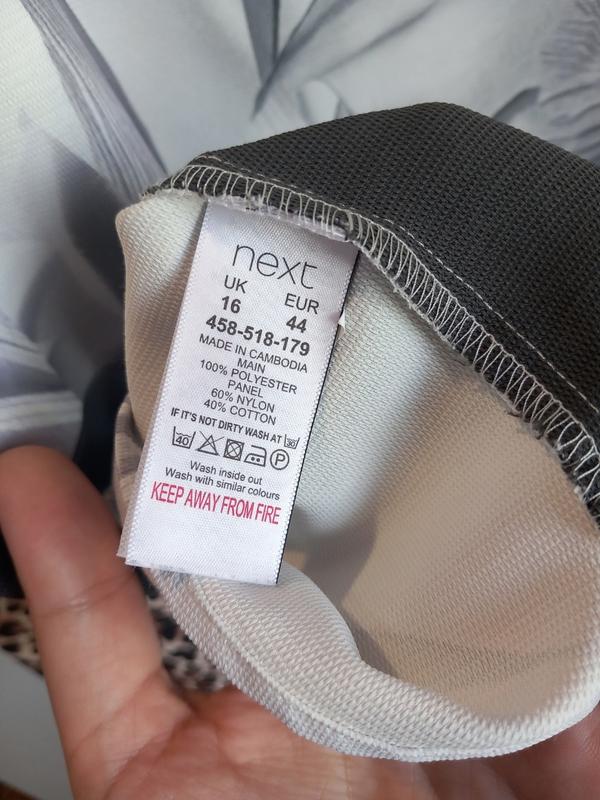 next
UK EUR
16 44
458-518-179
MADE IN CAMBODIA
MAIN
100% POLYESTER
PANEL
60% NYLON
40% COTTON
IF IT'S NOT DIRTY WASH AT 30
40 P
Wash inside out
Wash with similar colours
KEEP AWAY FROM FIRE